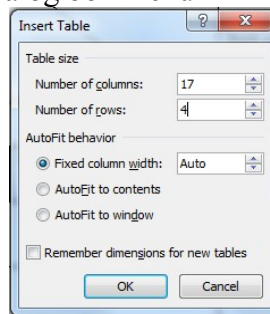 Insert Table
Table size
Number of columns: 17
Number of rows: 4
AutoFit behavior
Fixed column width: Auto
AutoFit to contents
AutoFit to window
Remember dimensions for new tables
OK Cancel